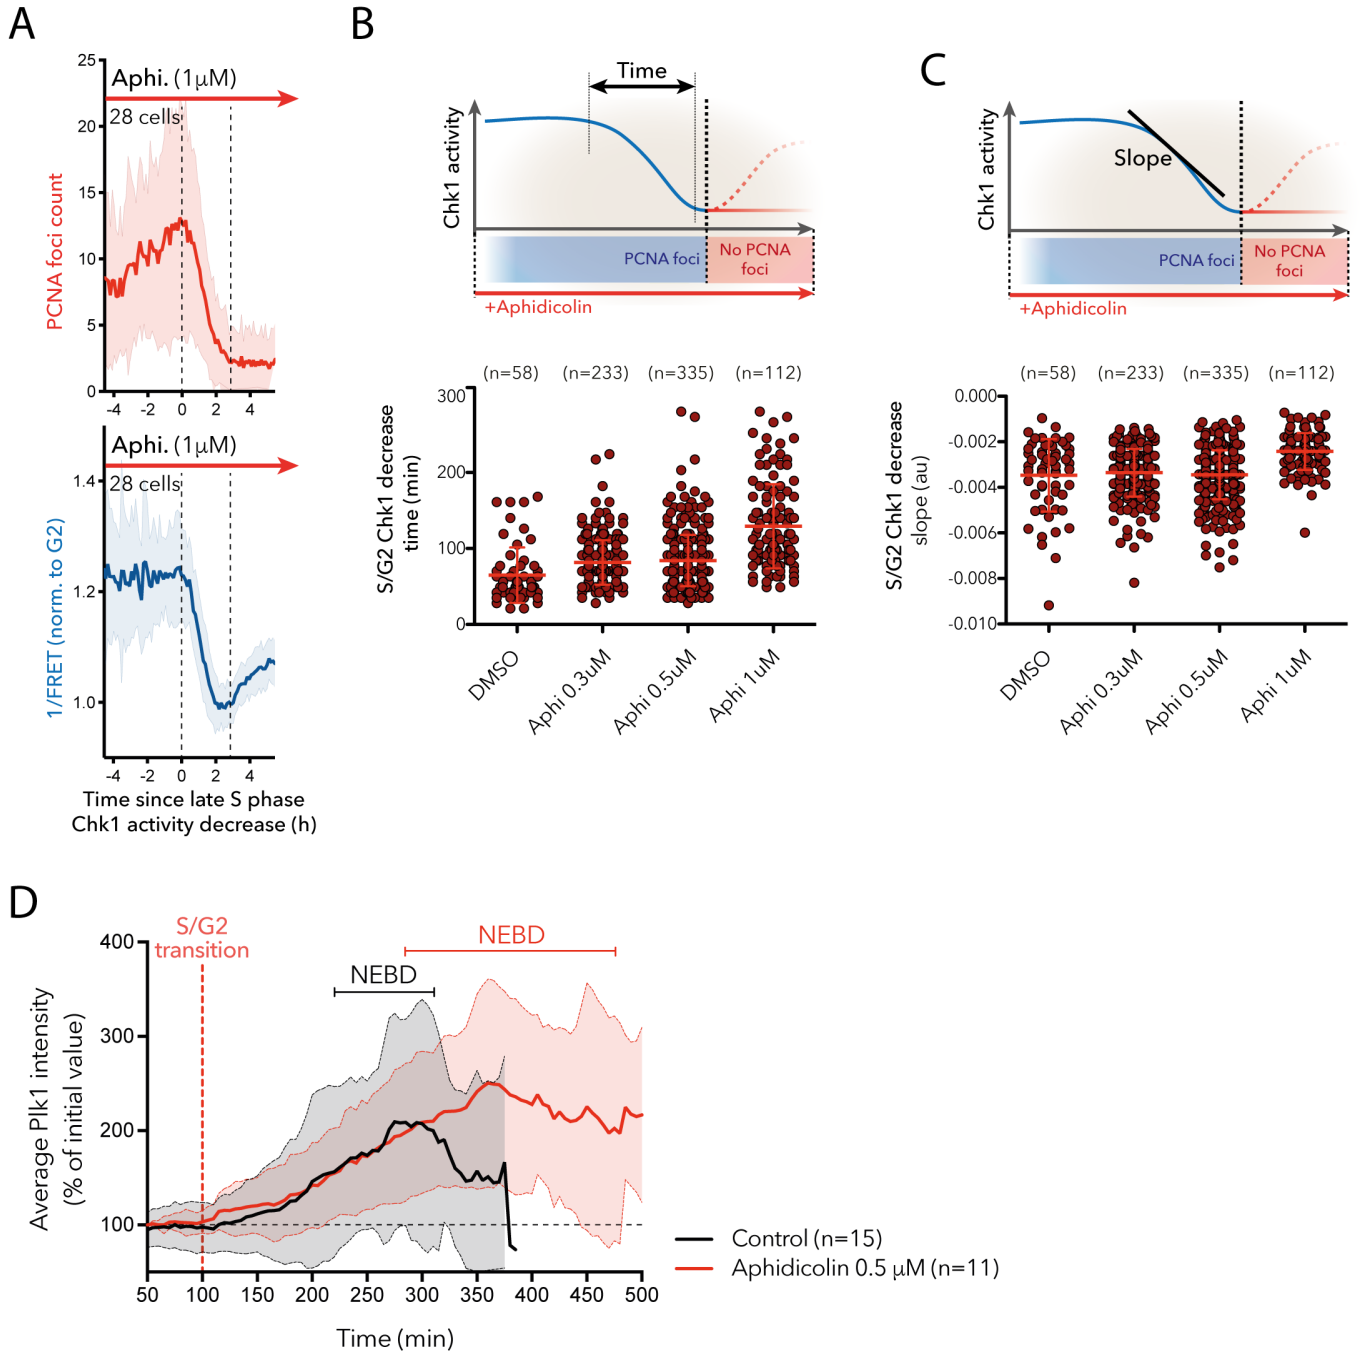 A
Aphi. (1μM)
28 cells
PCNA foci count
25
20
15
10
5
0
-4
-2
0
2
4
Aphi. (1μM)
28 cells
1/FRET (norm. to G2)
1.4
1.2
1.0
-4
-2
0
2
4
Time since late S phase
Chk1 activity decrease (h)
B
Time
Chk1 activity
PCNA foci
No PCNA
foci
+Aphidicolin
(n=58)
(n=233)
(n=335)
(n=112)
S/G2 Chk1 decrease
time (min)
300
200
100
0
DMSO
Aphi 0.3uM
Aphi 0.5uM
Aphi 1uM
C
Slope
Chk1 activity
PCNA foci
No PCNA
foci
+Aphidicolin
(n=58)
(n=233)
(n=335)
(n=112)
S/G2 Chk1 decrease
slope (au)
0.000
-0.002
-0.004
-0.006
-0.008
-0.010
DMSO
Aphi 0.3uM
Aphi 0.5uM
Aphi 1uM
D
S/G2
transition
NEBD
NEBD
Average Plk1 intensity
(% of initial value)
400
300
200
100
50
100
150
200
250
300
350
400
450
500
Time (min)
Control (n=15)
Aphidicolin 0.5 μM (n=11)